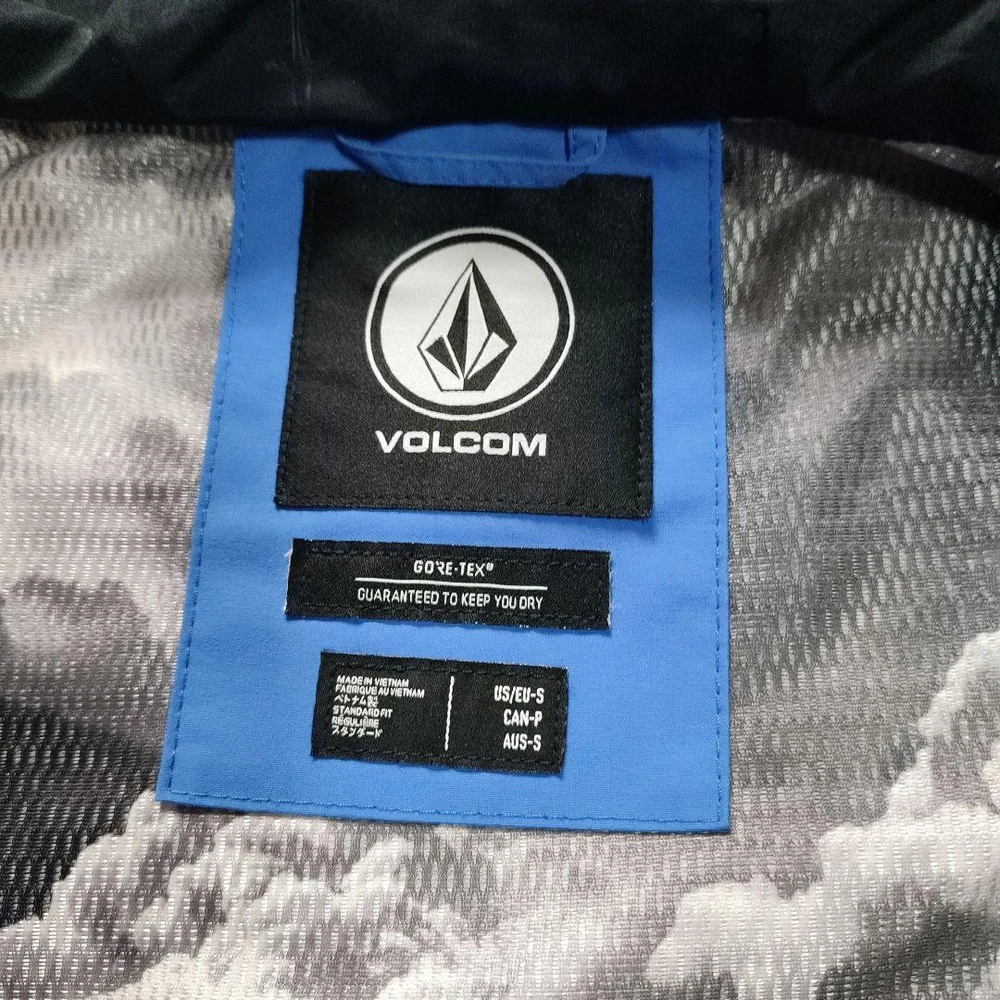 VOLCOM
GORE-TEX®
GUARANTEED TO KEEP YOU DRY
MADE IN VIETNAM
FABRIQUE AU VIETNAM
ベトナム製
STANDARD FIT
RÉGULIÈRE
スタンダード
US/EU-S
CAN-P
AUS-S